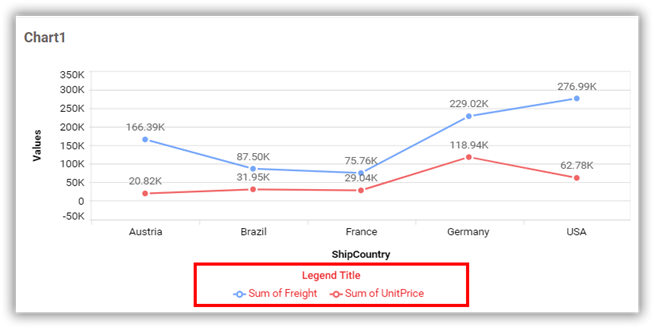 Chart1
350K
300K
250K
200K
150K
100K
50K
0
-50K
Values
166.39K
87.50K
75.76K
229.02K
276.99K
20.82K
31.95K
29.04K
118.94K
62.78K
Austria Brazil France Germany USA
ShipCountry
Legend Title
Sum of Freight Sum of UnitPrice